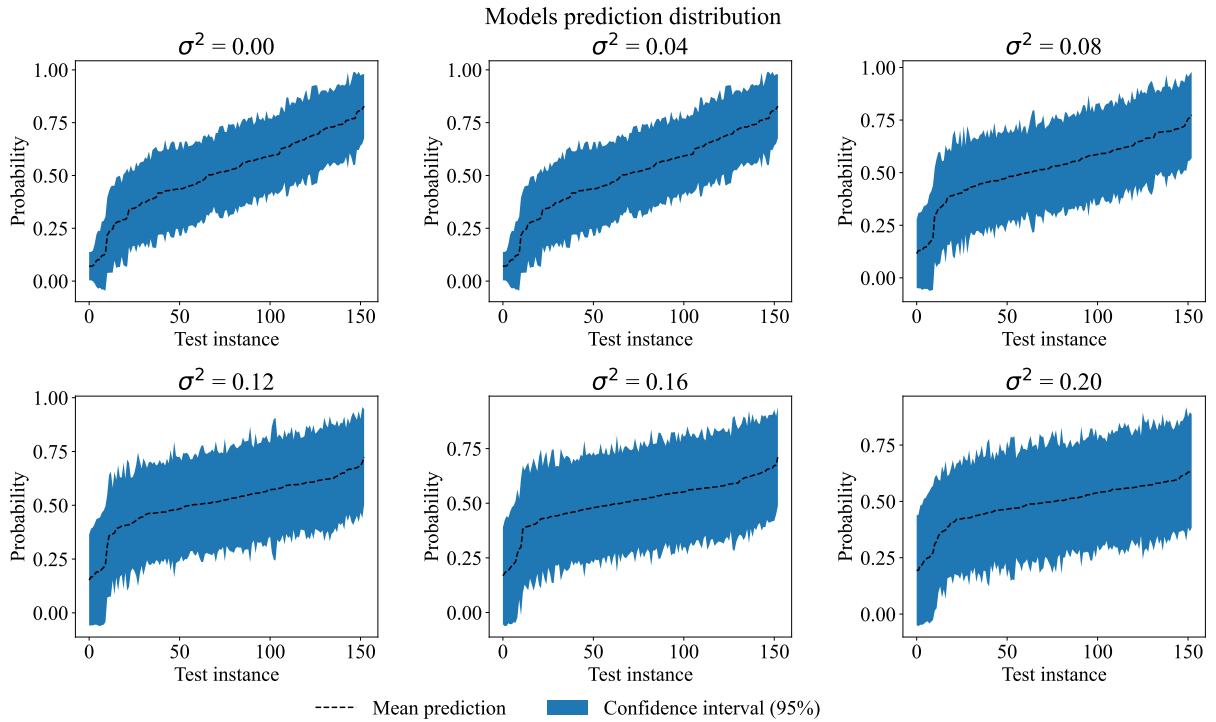 Models prediction distribution
σ² = 0.00
σ² = 0.04
σ² = 0.08
Probability
1.00
0.75
0.50
0.25
0.00
0 50 100 150
Test instance
Probability
1.00
0.75
0.50
0.25
0.00
0 50 100 150
Test instance
Probability
1.00
0.75
0.50
0.25
0.00
0 50 100 150
Test instance
σ² = 0.12
σ² = 0.16
σ² = 0.20
Probability
1.00
0.75
0.50
0.25
0.00
0 50 100 150
Test instance
Probability
0.75
0.50
0.25
0.00
0 50 100 150
Test instance
Probability
0.75
0.50
0.25
0.00
0 50 100 150
Test instance
Mean prediction
Confidence interval (95%)